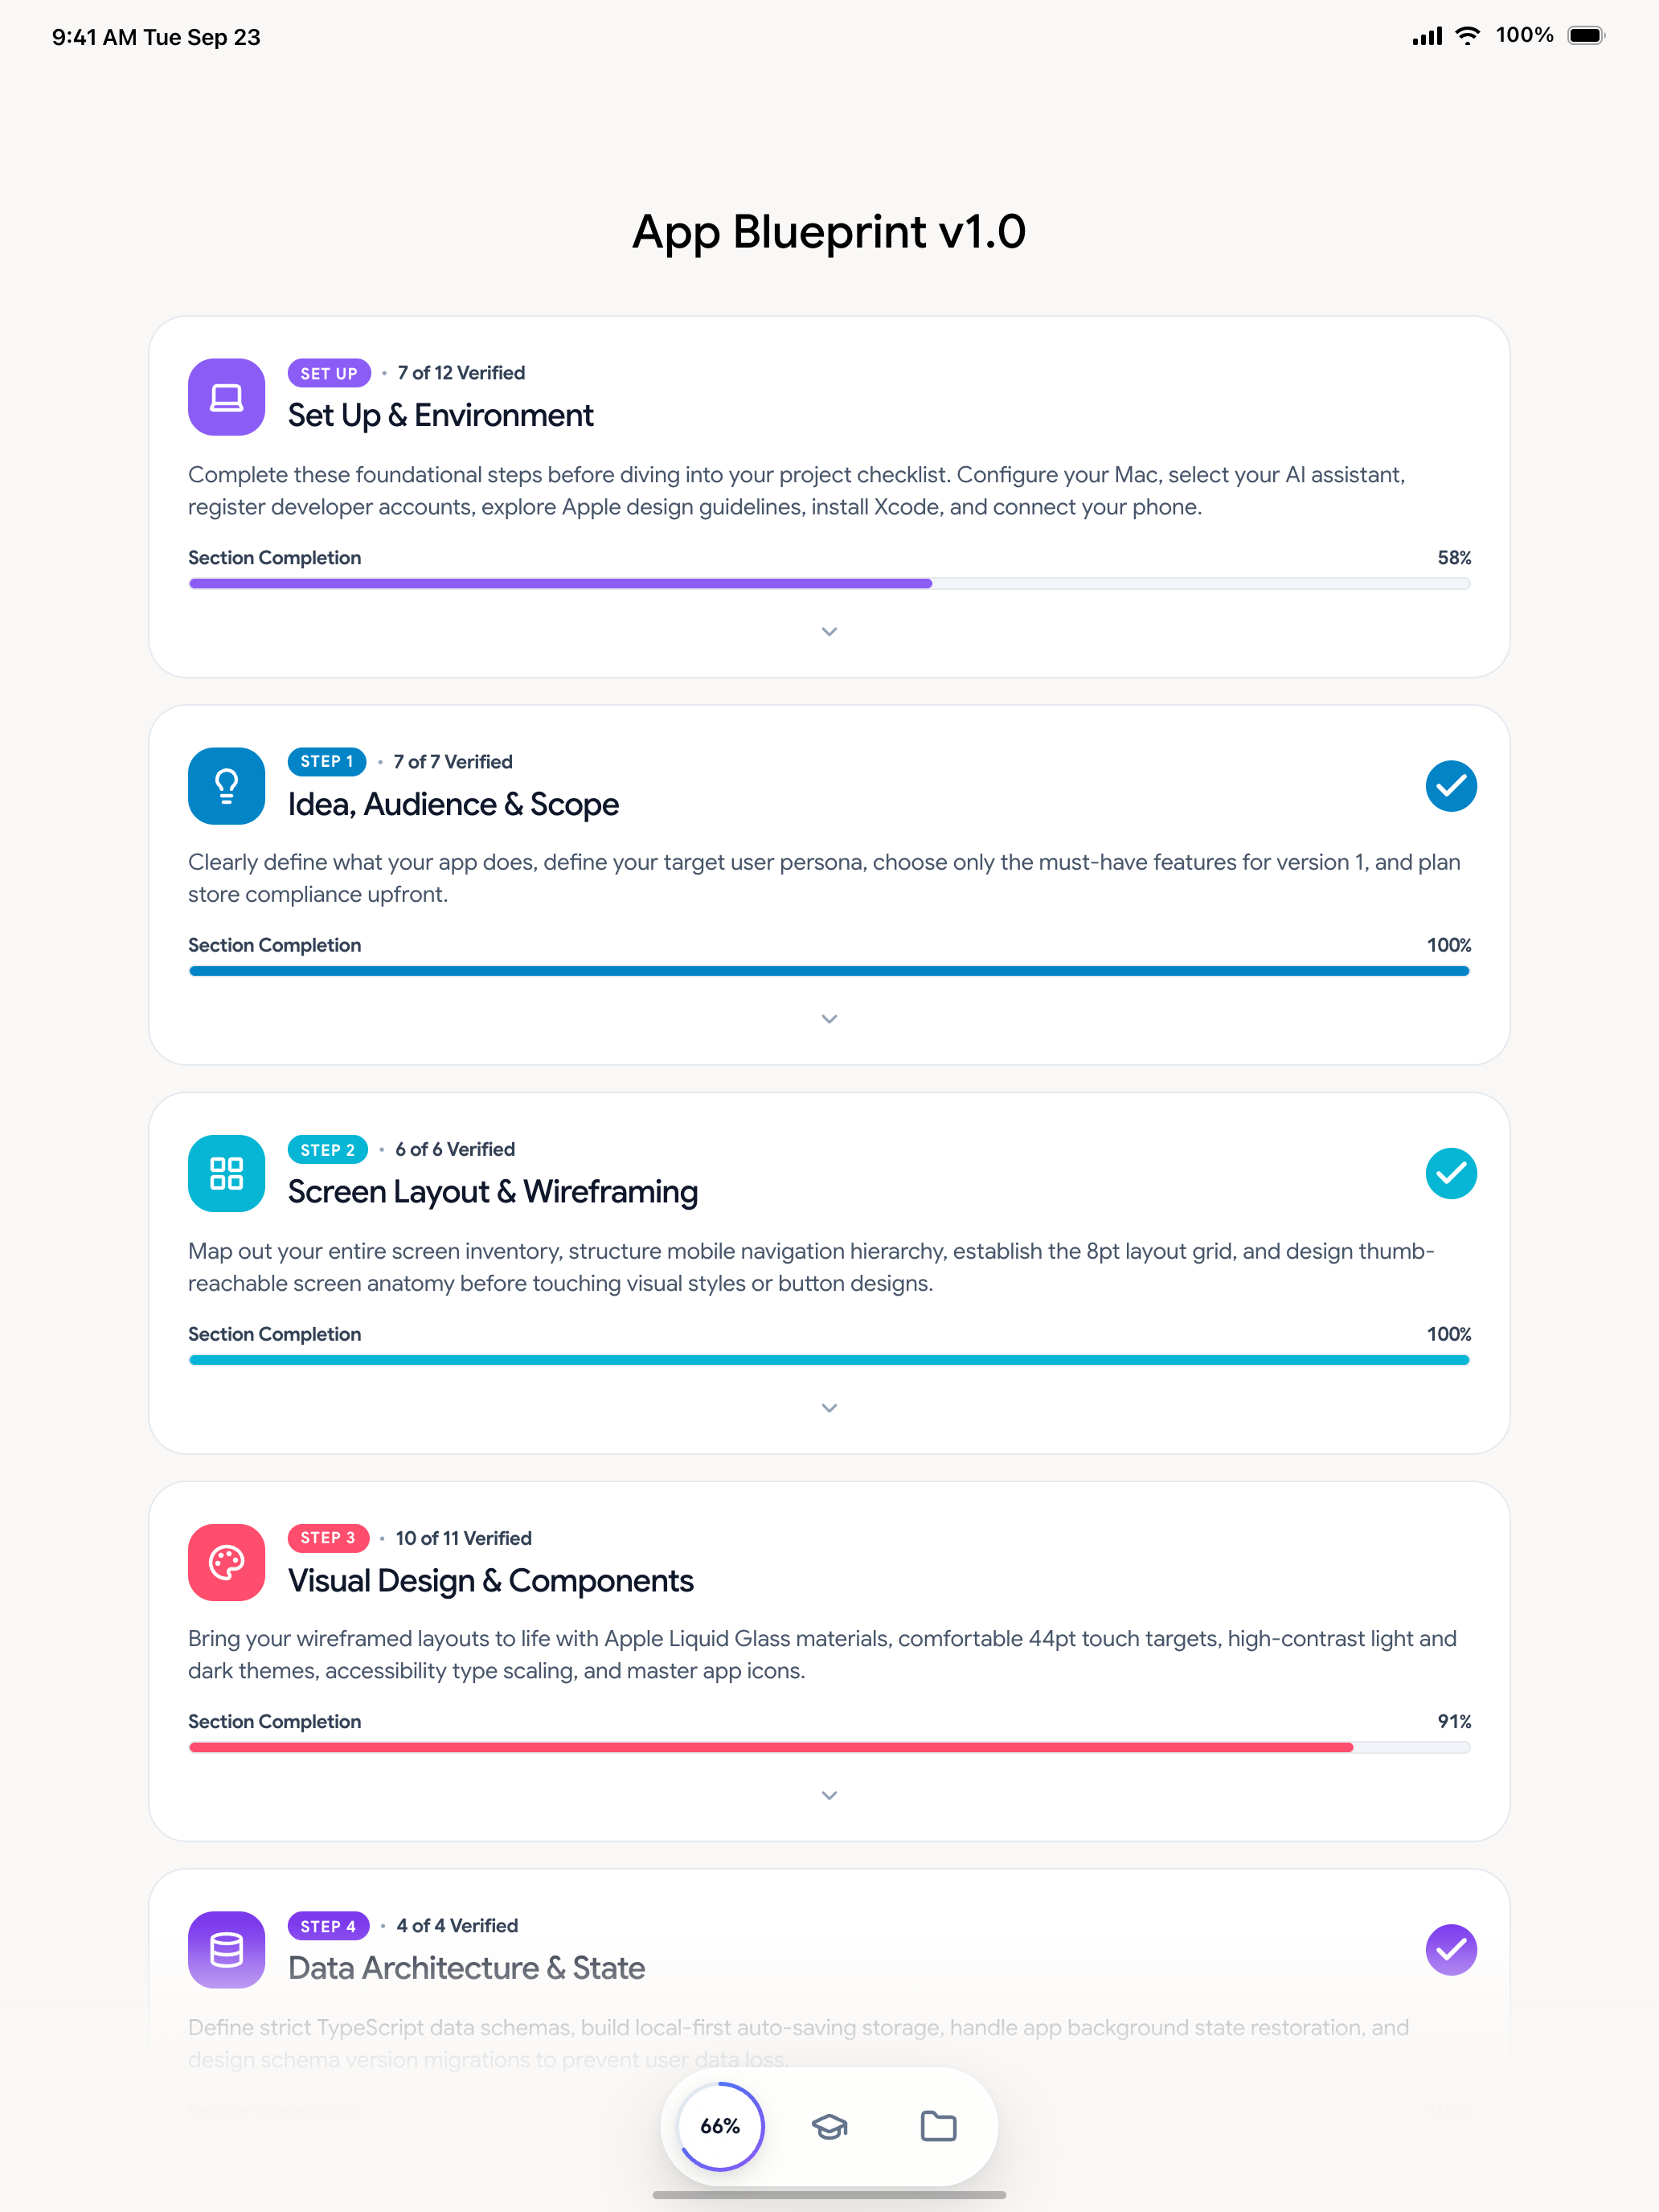 9:41 AM Tue Sep 23
100%
App Blueprint v1.0
SET UP • 7 of 12 Verified
Set Up & Environment
Complete these foundational steps before diving into your project checklist. Configure your Mac, select your AI assistant,
register developer accounts, explore Apple design guidelines, install Xcode, and connect your phone.
Section Completion 58%
STEP 1 • 7 of 7 Verified
Idea, Audience & Scope
Clearly define what your app does, define your target user persona, choose only the must-have features for version 1, and plan
store compliance upfront.
Section Completion 100%
STEP 2 • 6 of 6 Verified
Screen Layout & Wireframing
Map out your entire screen inventory, structure mobile navigation hierarchy, establish the 8pt layout grid, and design thumb-
reachable screen anatomy before touching visual styles or button designs.
Section Completion 100%
STEP 3 • 10 of 11 Verified
Visual Design & Components
Bring your wireframed layouts to life with Apple Liquid Glass materials, comfortable 44pt touch targets, high-contrast light and
dark themes, accessibility type scaling, and master app icons.
Section Completion 91%
STEP 4 • 4 of 4 Verified
Data Architecture & State
Define strict TypeScript data schemas, build local-first auto-saving storage, handle app background state restoration, and
design schema version migrations to prevent user data loss.
Section Completion
66%